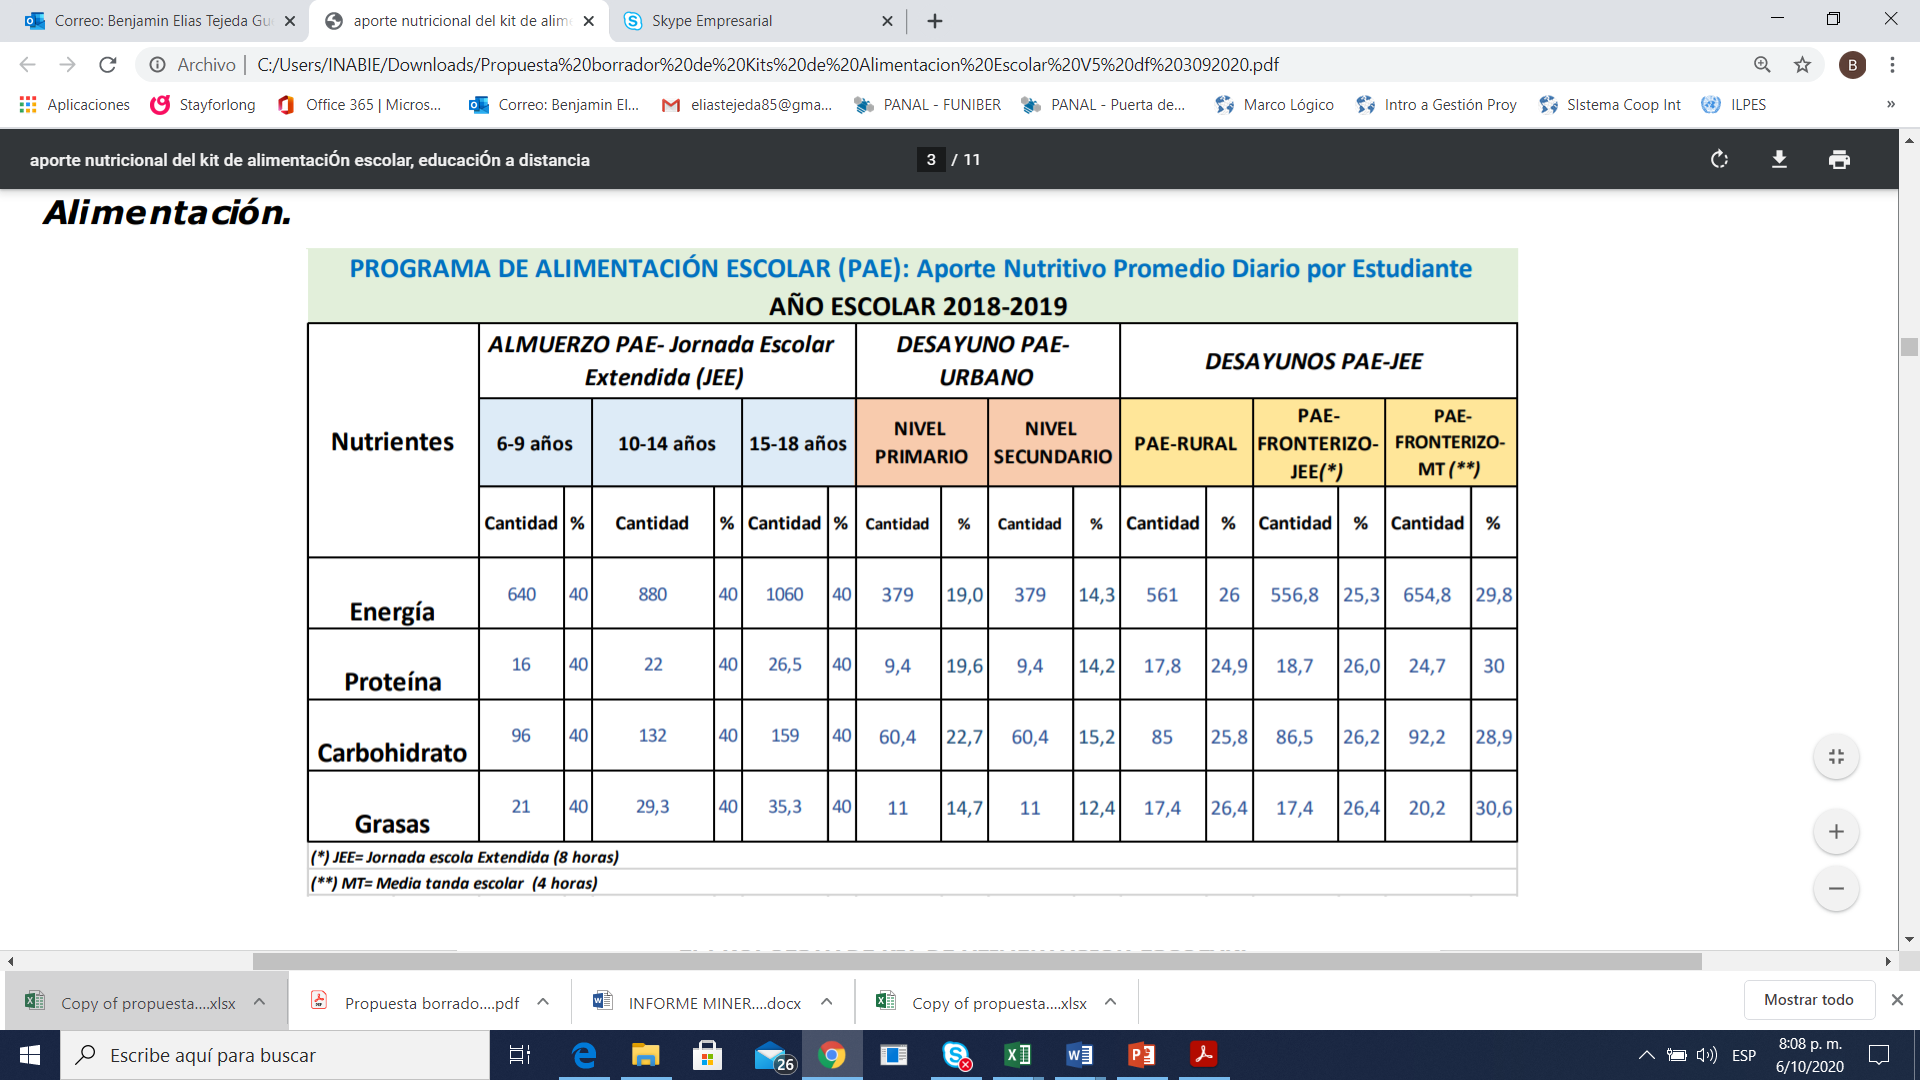 Correo: Benjamin Elias Tejeda Gu
aporte nutricional del kit de alim
Skype Empresarial
Archivo
C:/Users/INABIE/Downloads/Propuesta%20borrador%20de%20Kits%20de%20Alimentacion%20Escolar%20V5%20df%203092020.pdf
B
Aplicaciones
Stayforlong
Office 365 | Micros...
Correo: Benjamin El...
eliastejeda85@gma...
PANAL - FUNIBER
PANAL - Puerta de...
Marco Lógico
Intro a Gestión Proy
SIstema Coop Int
ILPES
»
aporte nutricional del kit de alimentaciÓn escolar, educaciÓn a distancia
3 / 11
Alimentación.
PROGRAMA DE ALIMENTACIÓN ESCOLAR (PAE): Aporte Nutritivo Promedio Diario por Estudiante
AÑO ESCOLAR 2018-2019
Nutrientes
ALMUERZO PAE- Jornada Escolar
Extendida (JEE)
DESAYUNO PAE-
URBANO
DESAYUNOS PAE-JEE
6-9 años
10-14 años
15-18 años
NIVEL
PRIMARIO
NIVEL
SECUNDARIO
PAE-RURAL
PAE-
FRONTERIZO-
JEE(*)
PAE-
FRONTERIZO-
MT (**)
Cantidad % Cantidad % Cantidad % Cantidad % Cantidad % Cantidad % Cantidad % Cantidad %
Energía 640 40 880 40 1060 40 379 19,0 379 14,3 561 26 556,8 25,3 654,8 29,8
Proteína 16 40 22 40 26,5 40 9,4 19,6 9,4 14,2 17,8 24,9 18,7 26,0 24,7 30
Carbohidrato 96 40 132 40 159 40 60,4 22,7 60,4 15,2 85 25,8 86,5 26,2 92,2 28,9
Grasas 21 40 29,3 40 35,3 40 11 14,7 11 12,4 17,4 26,4 17,4 26,4 20,2 30,6
(*) JEE= Jornada escola Extendida (8 horas)
(**) MT= Media tanda escolar (4 horas)
Copy of propuesta....xlsx
Propuesta borrado....pdf
INFORME MINER....docx
Copy of propuesta....xlsx
Mostrar todo
Escribe aquí para buscar
26
ESP
8:08 p. m.
6/10/2020